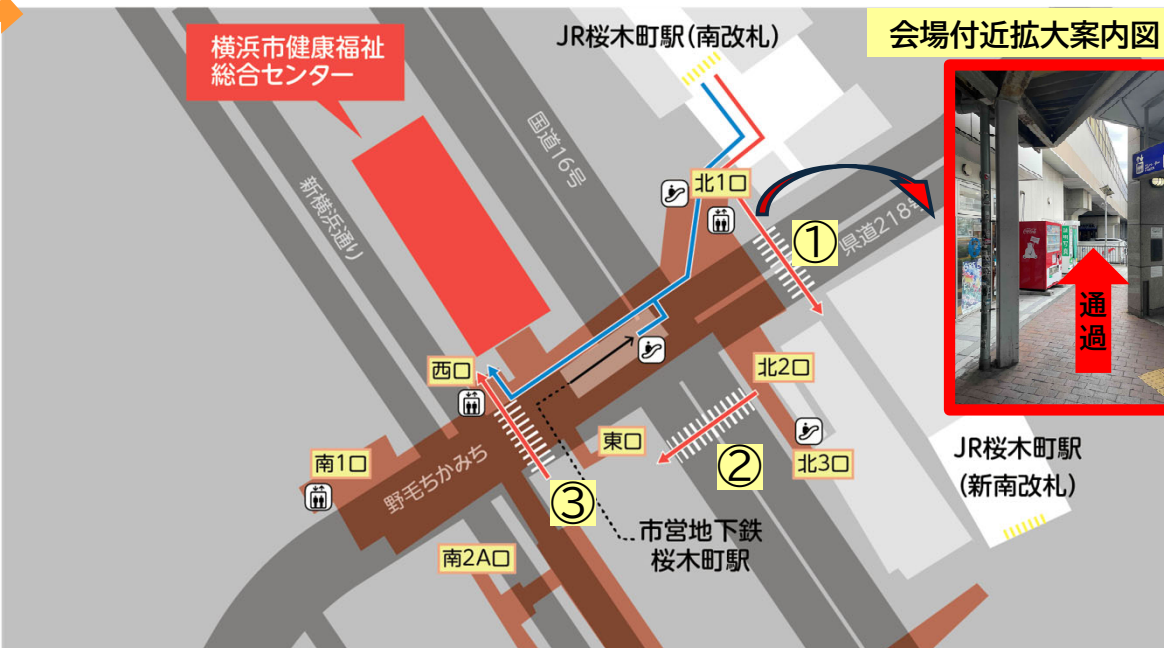 会場付近拡大案内図
JR桜木町駅(南改札)
横浜市健康福祉
総合センター
国道16号
新横浜通り
北1口
①
県道218号
通過
西口
北2口
東口
②
北3口
JR桜木町駅
(新南改札)
南1口
野毛ちかみち
③
市営地下鉄
桜木町駅
南2A口